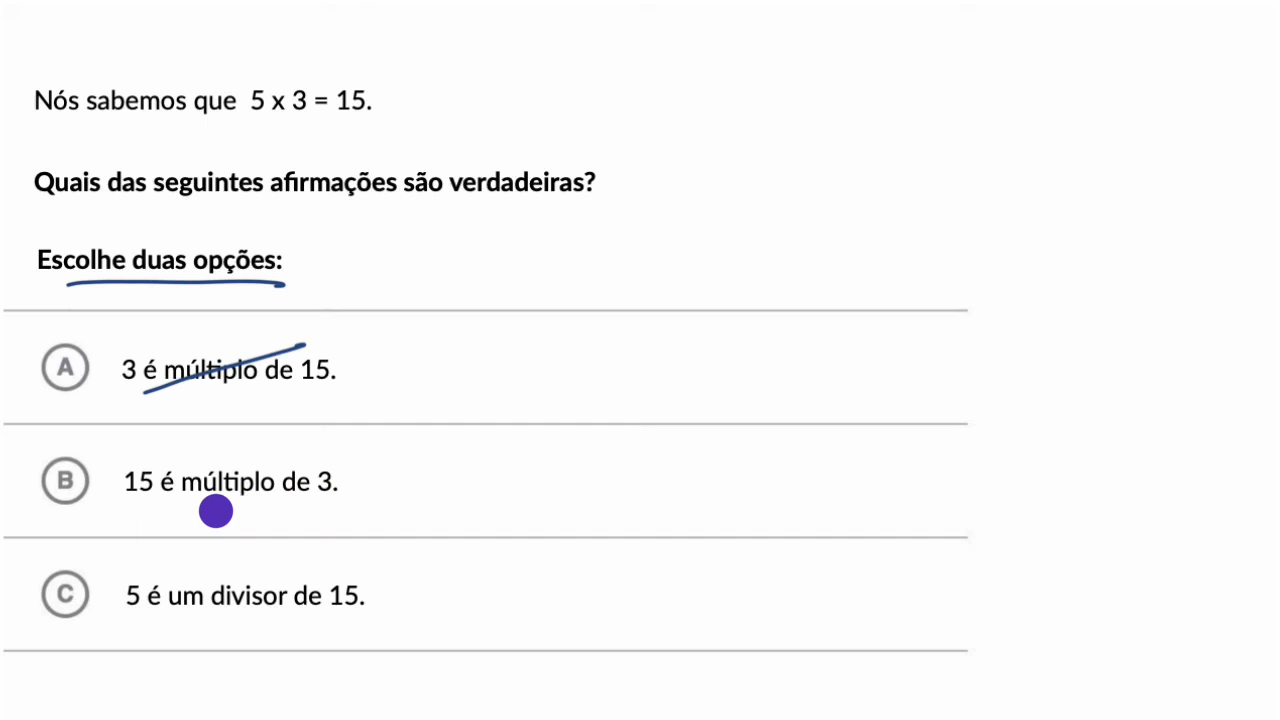 Nós sabemos que 5 x 3 = 15.
Quais das seguintes afirmações são verdadeiras?
Escolhe duas opções:
A 3 é múltiplo de 15.
B 15 é múltiplo de 3.
C 5 é um divisor de 15.